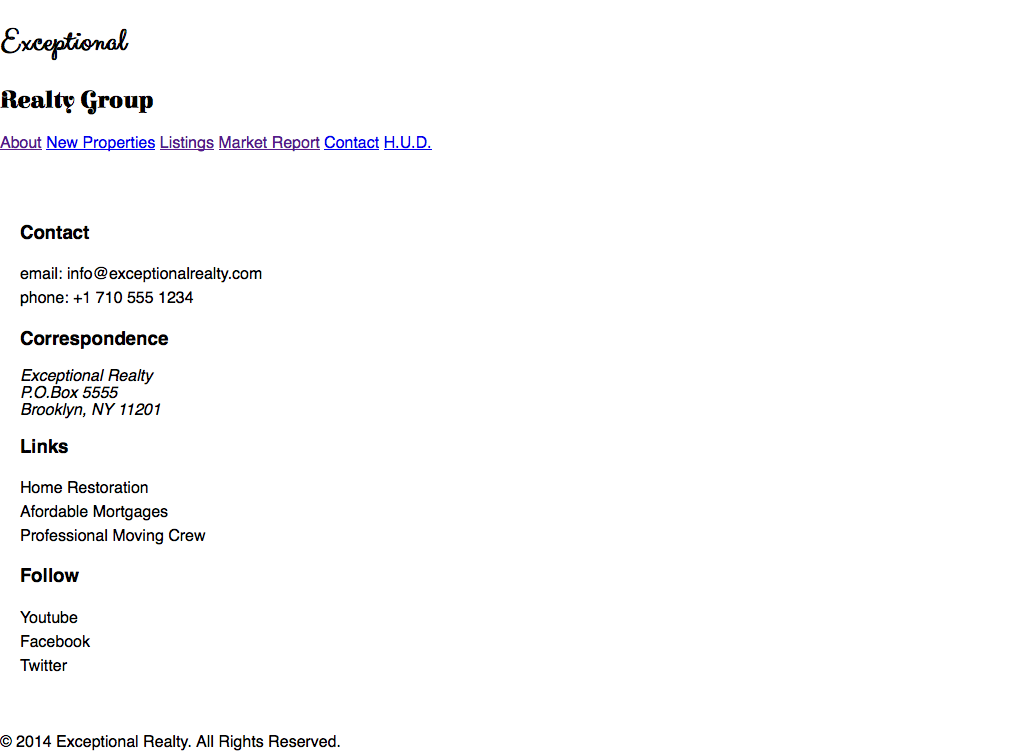 Exceptional
Realty Group
About New Properties Listings Market Report Contact H.U.D.
Contact
email: info@exceptionalrealty.com
phone: +1 710 555 1234
Correspondence
Exceptional Realty
P.O.Box 5555
Brooklyn, NY 11201
Links
Home Restoration
Afordable Mortgages
Professional Moving Crew
Follow
Youtube
Facebook
Twitter
© 2014 Exceptional Realty. All Rights Reserved.